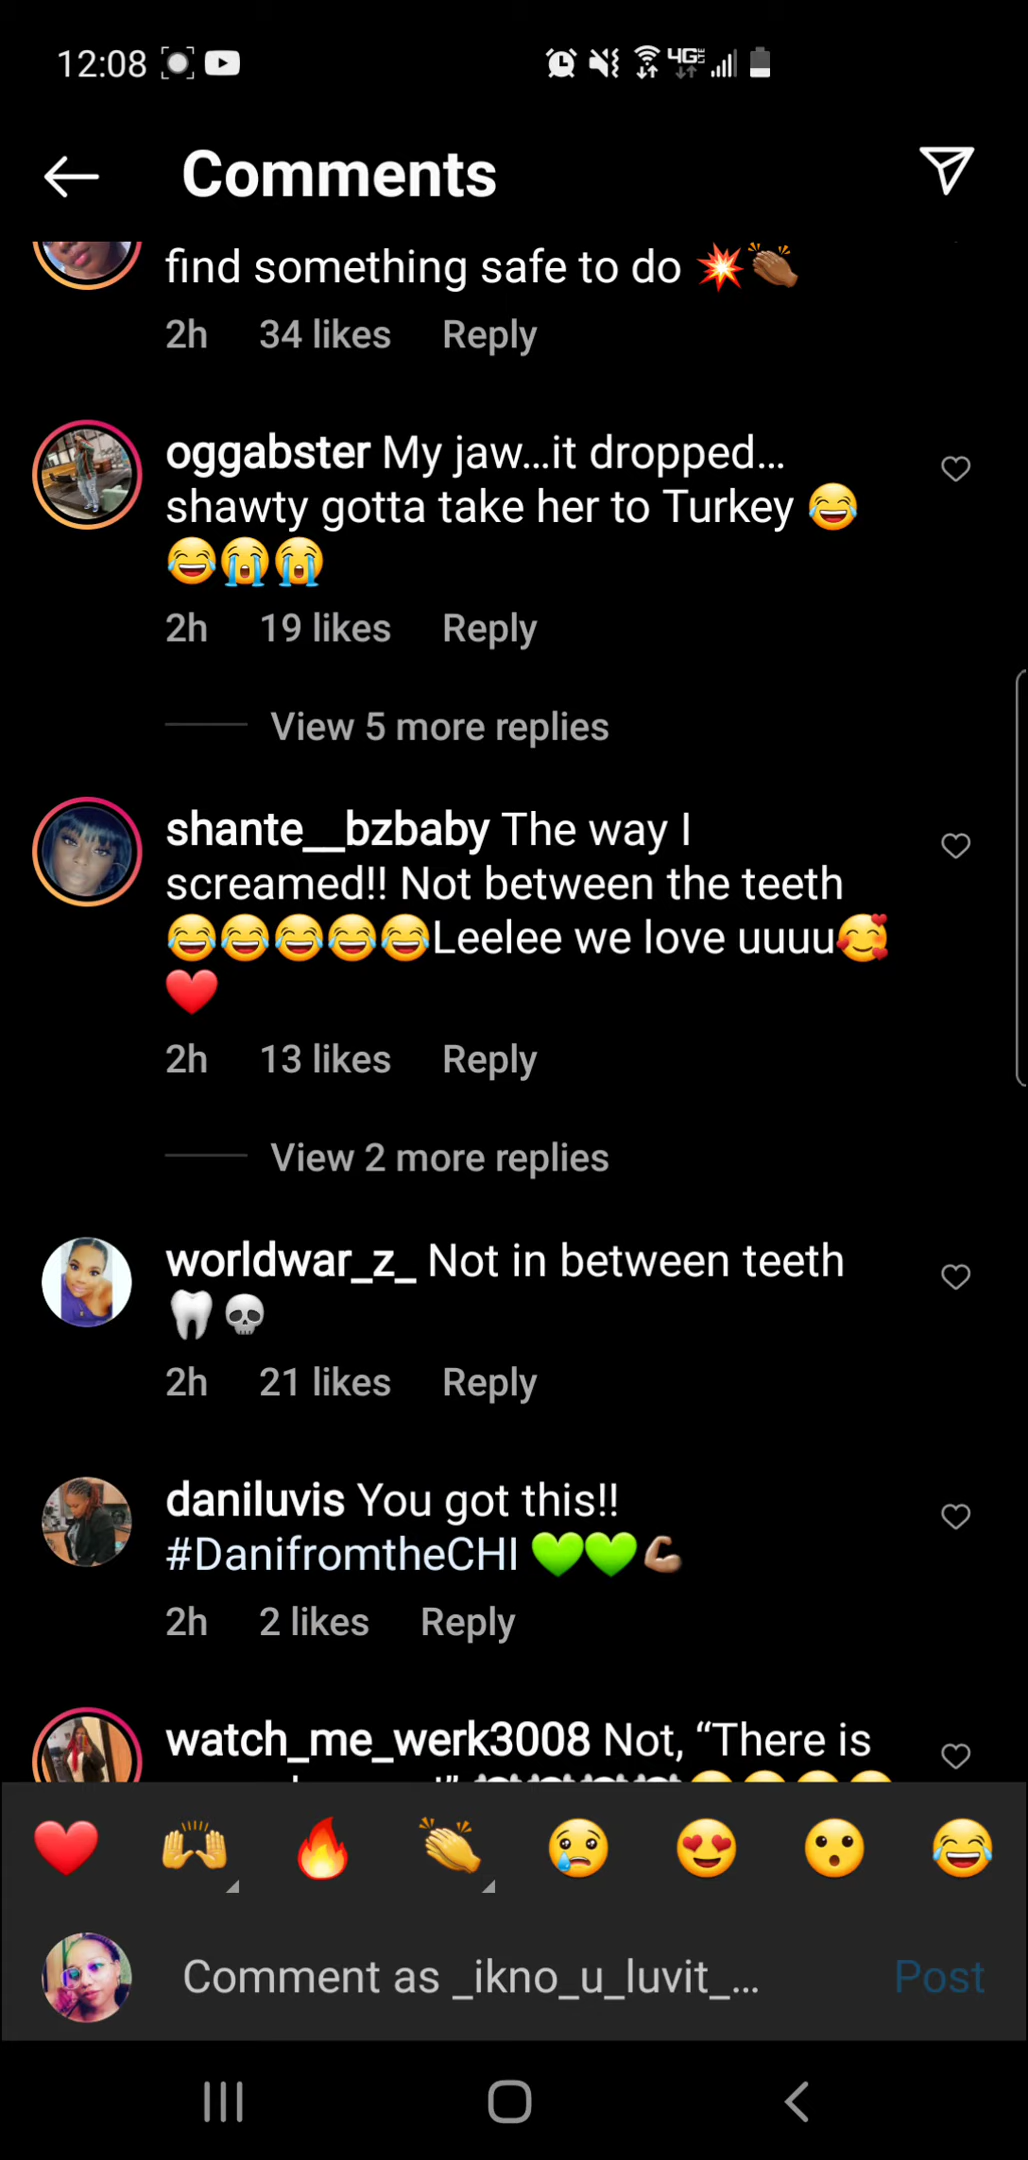 12:08 4G LTE
Comments
find something safe to do 💥👏🏾
2h 34 likes Reply
oggabster My jaw...it dropped...
shawty gotta take her to Turkey 😂
😂😭😭
2h 19 likes Reply
View 5 more replies
shante__bzbaby The way I
screamed!! Not between the teeth
😂😂😂😂😂Leelee we love uuuu🥰
❤️
2h 13 likes Reply
View 2 more replies
worldwar_z_ Not in between teeth
🦷💀
2h 21 likes Reply
daniluvis You got this!!
#DanifromtheCHI 💚💚💪🏽
2h 2 likes Reply
watch_me_werk3008 Not, “There is
Comment as _ikno_u_luvit_...
Post